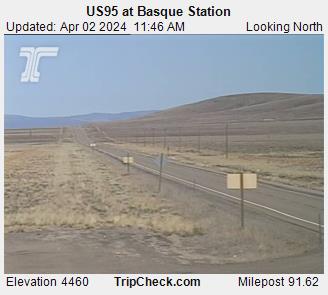 US95 at Basque Station
Updated: Apr 02 2024 11:46 AM Looking North
Elevation 4460 TripCheck.com Milepost 91.62